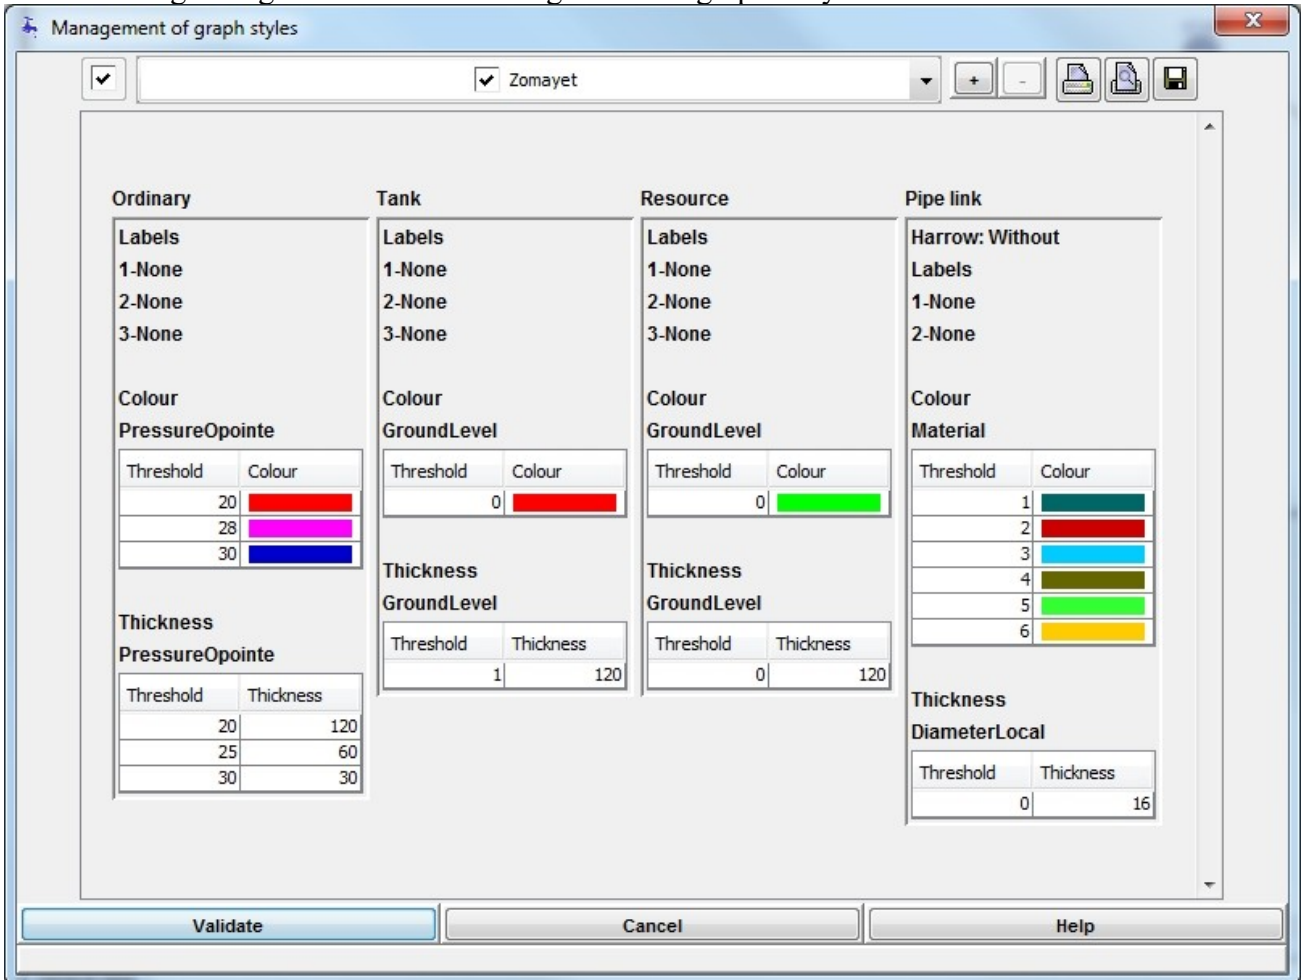 Management of graph styles
Zomayet
+
-
Ordinary
Labels
1-None
2-None
3-None
Colour
PressureOpointe
Threshold Colour
20
28
30
Thickness
PressureOpointe
Threshold Thickness
20 120
25 60
30 30
Tank
Labels
1-None
2-None
3-None
Colour
GroundLevel
Threshold Colour
0
Thickness
GroundLevel
Threshold Thickness
1 120
Resource
Labels
1-None
2-None
3-None
Colour
GroundLevel
Threshold Colour
0
Thickness
GroundLevel
Threshold Thickness
0 120
Pipe link
Harrow: Without
Labels
1-None
2-None
Colour
Material
Threshold Colour
1
2
3
4
5
6
Thickness
DiameterLocal
Threshold Thickness
0 16
Validate Cancel Help